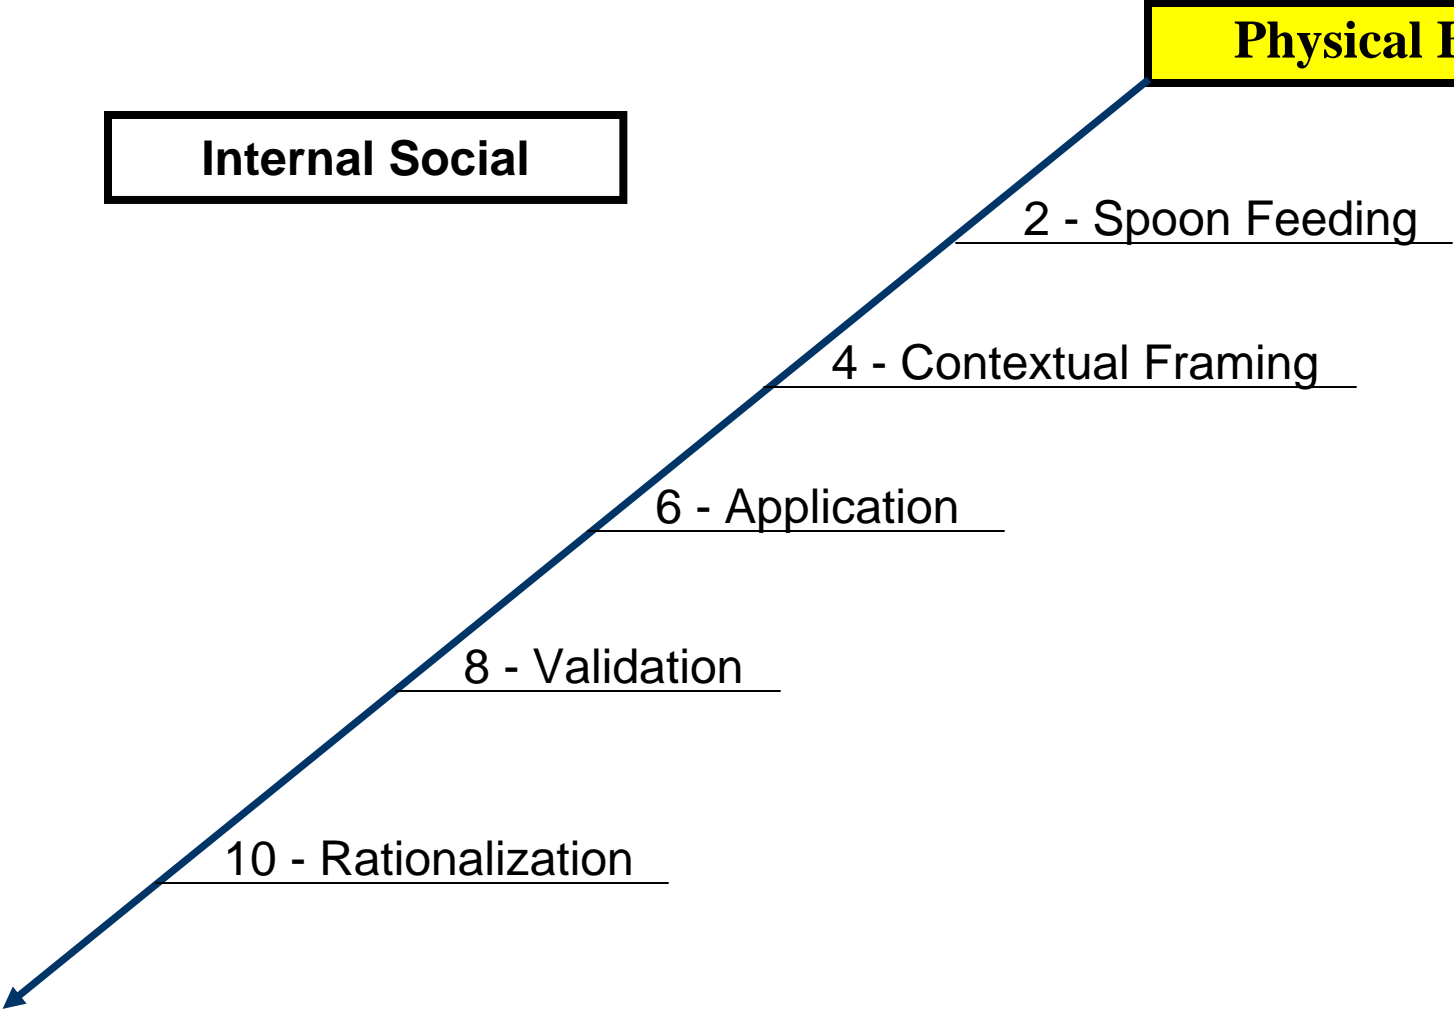 Physical
Internal Social
2 - Spoon Feeding
4 - Contextual Framing
6 - Application
8 - Validation
10 - Rationalization